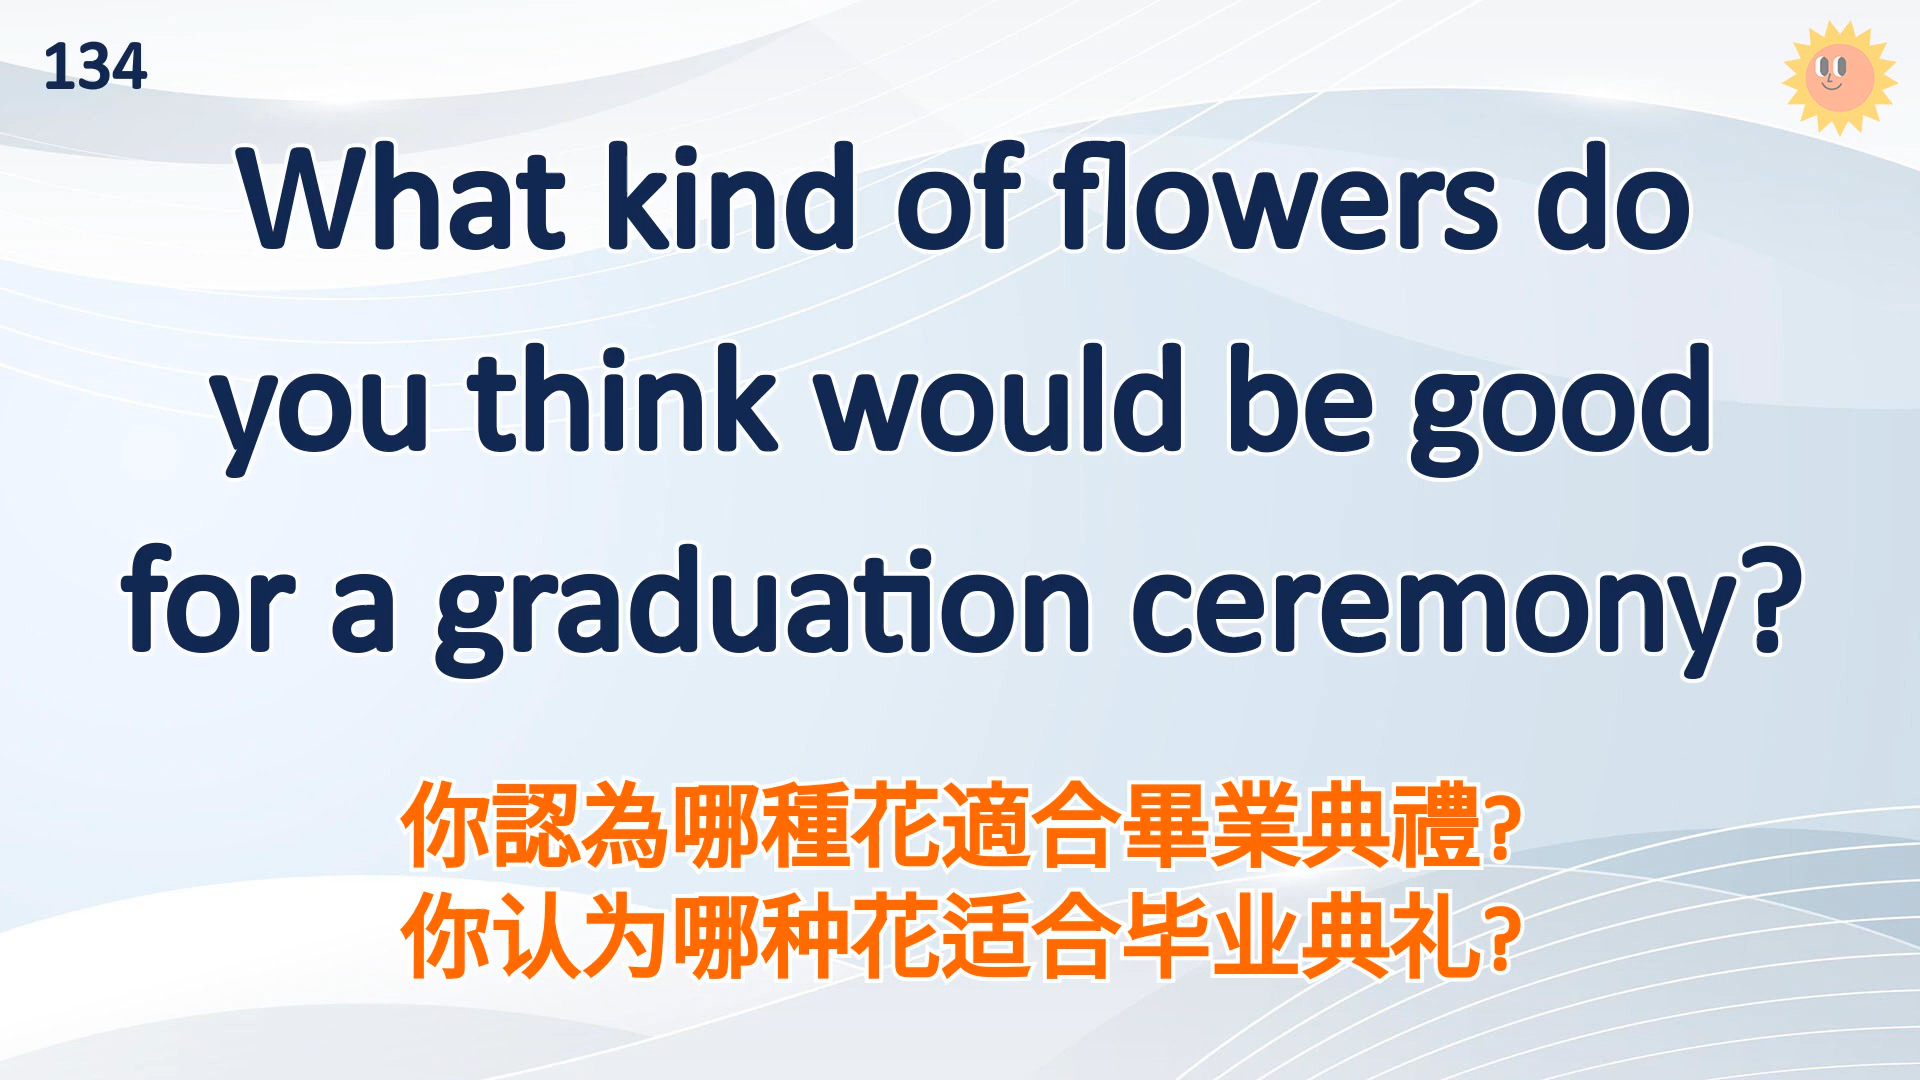 134
What kind of flowers do
you think would be good
for a graduation ceremony?
你認為哪種花適合畢業典禮?
你认为哪种花适合毕业典礼?